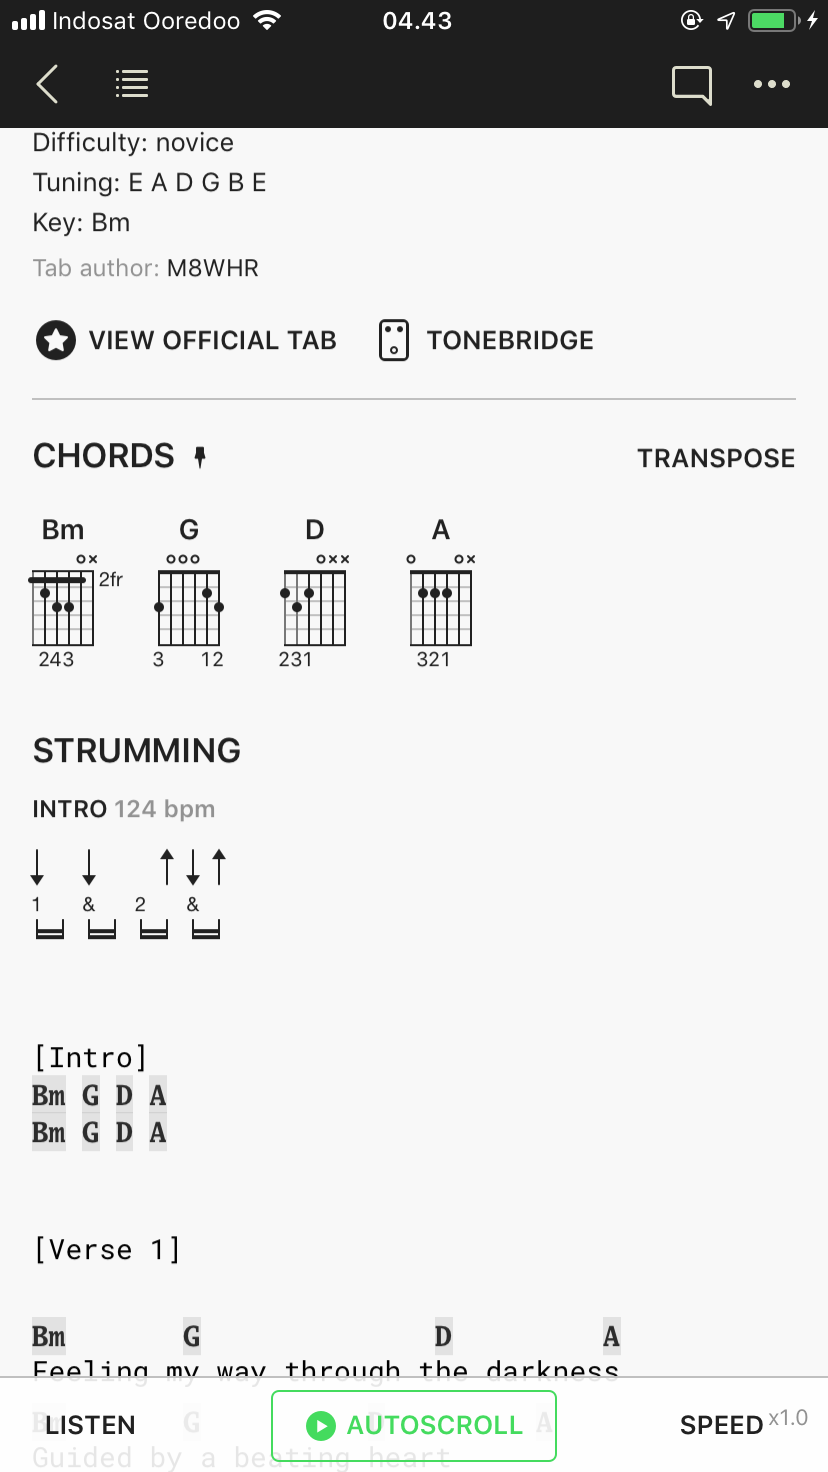 Indosat Ooredoo 04.43
Difficulty: novice
Tuning: E A D G B E
Key: Bm
Tab author: M8WHR
VIEW OFFICIAL TAB TONEBRIDGE
CHORDS TRANSPOSE
Bm G D A
2fr
243 3 12 231 321
STRUMMING
INTRO 124 bpm
1 & 2 &
[Intro]
Bm G D A
Bm G D A
[Verse 1]
Bm G D A
Feeling my way through the darkness
Bm G D A
Guided by a beating heart
LISTEN AUTOSCROLL SPEED x1.0